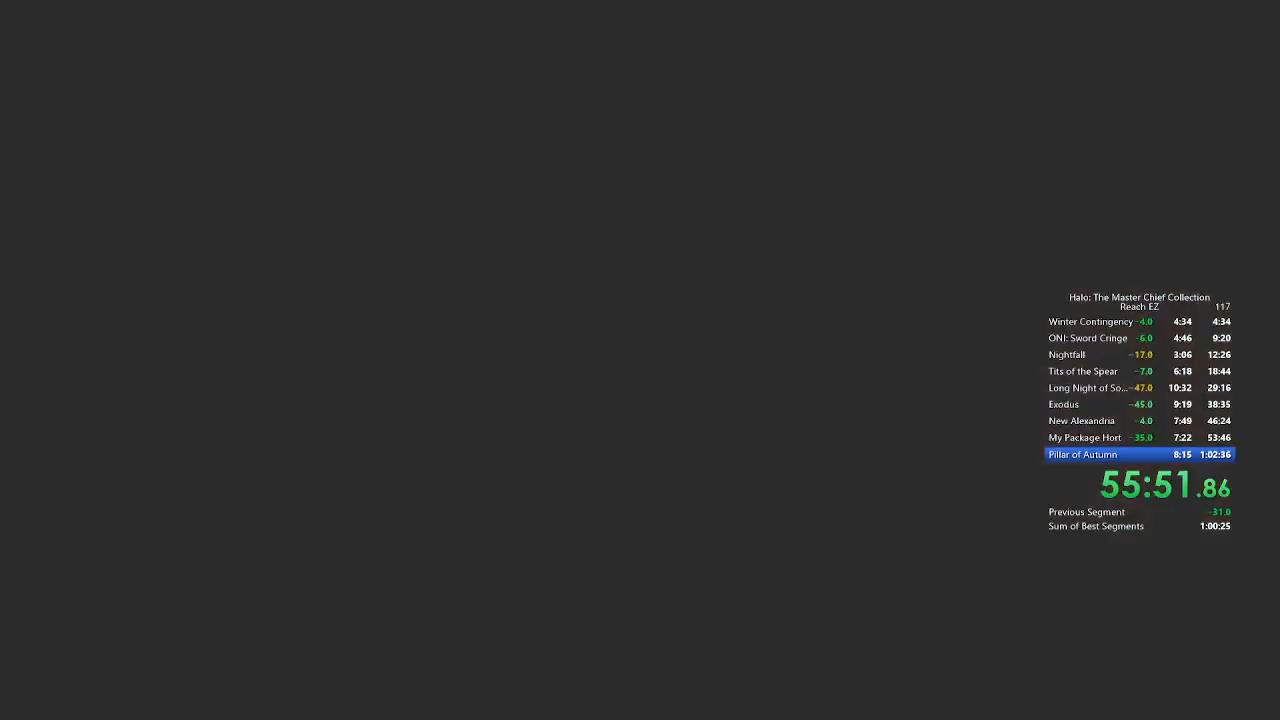 Halo: The Master Chief Collection
Reach EZ 117
Winter Contingency -4.0 4:34 4:34
ONI: Sword Cringe -6.0 4:46 9:20
Nightfall -17.0 3:06 12:26
Tits of the Spear -7.0 6:18 18:44
Long Night of So... -47.0 10:32 29:16
Exodus -45.0 9:19 38:35
New Alexandria -4.0 7:49 46:24
My Package Hort -35.0 7:22 53:46
Pillar of Autumn 8:15 1:02:36
55:51.86
Previous Segment -31.0
Sum of Best Segments 1:00:25